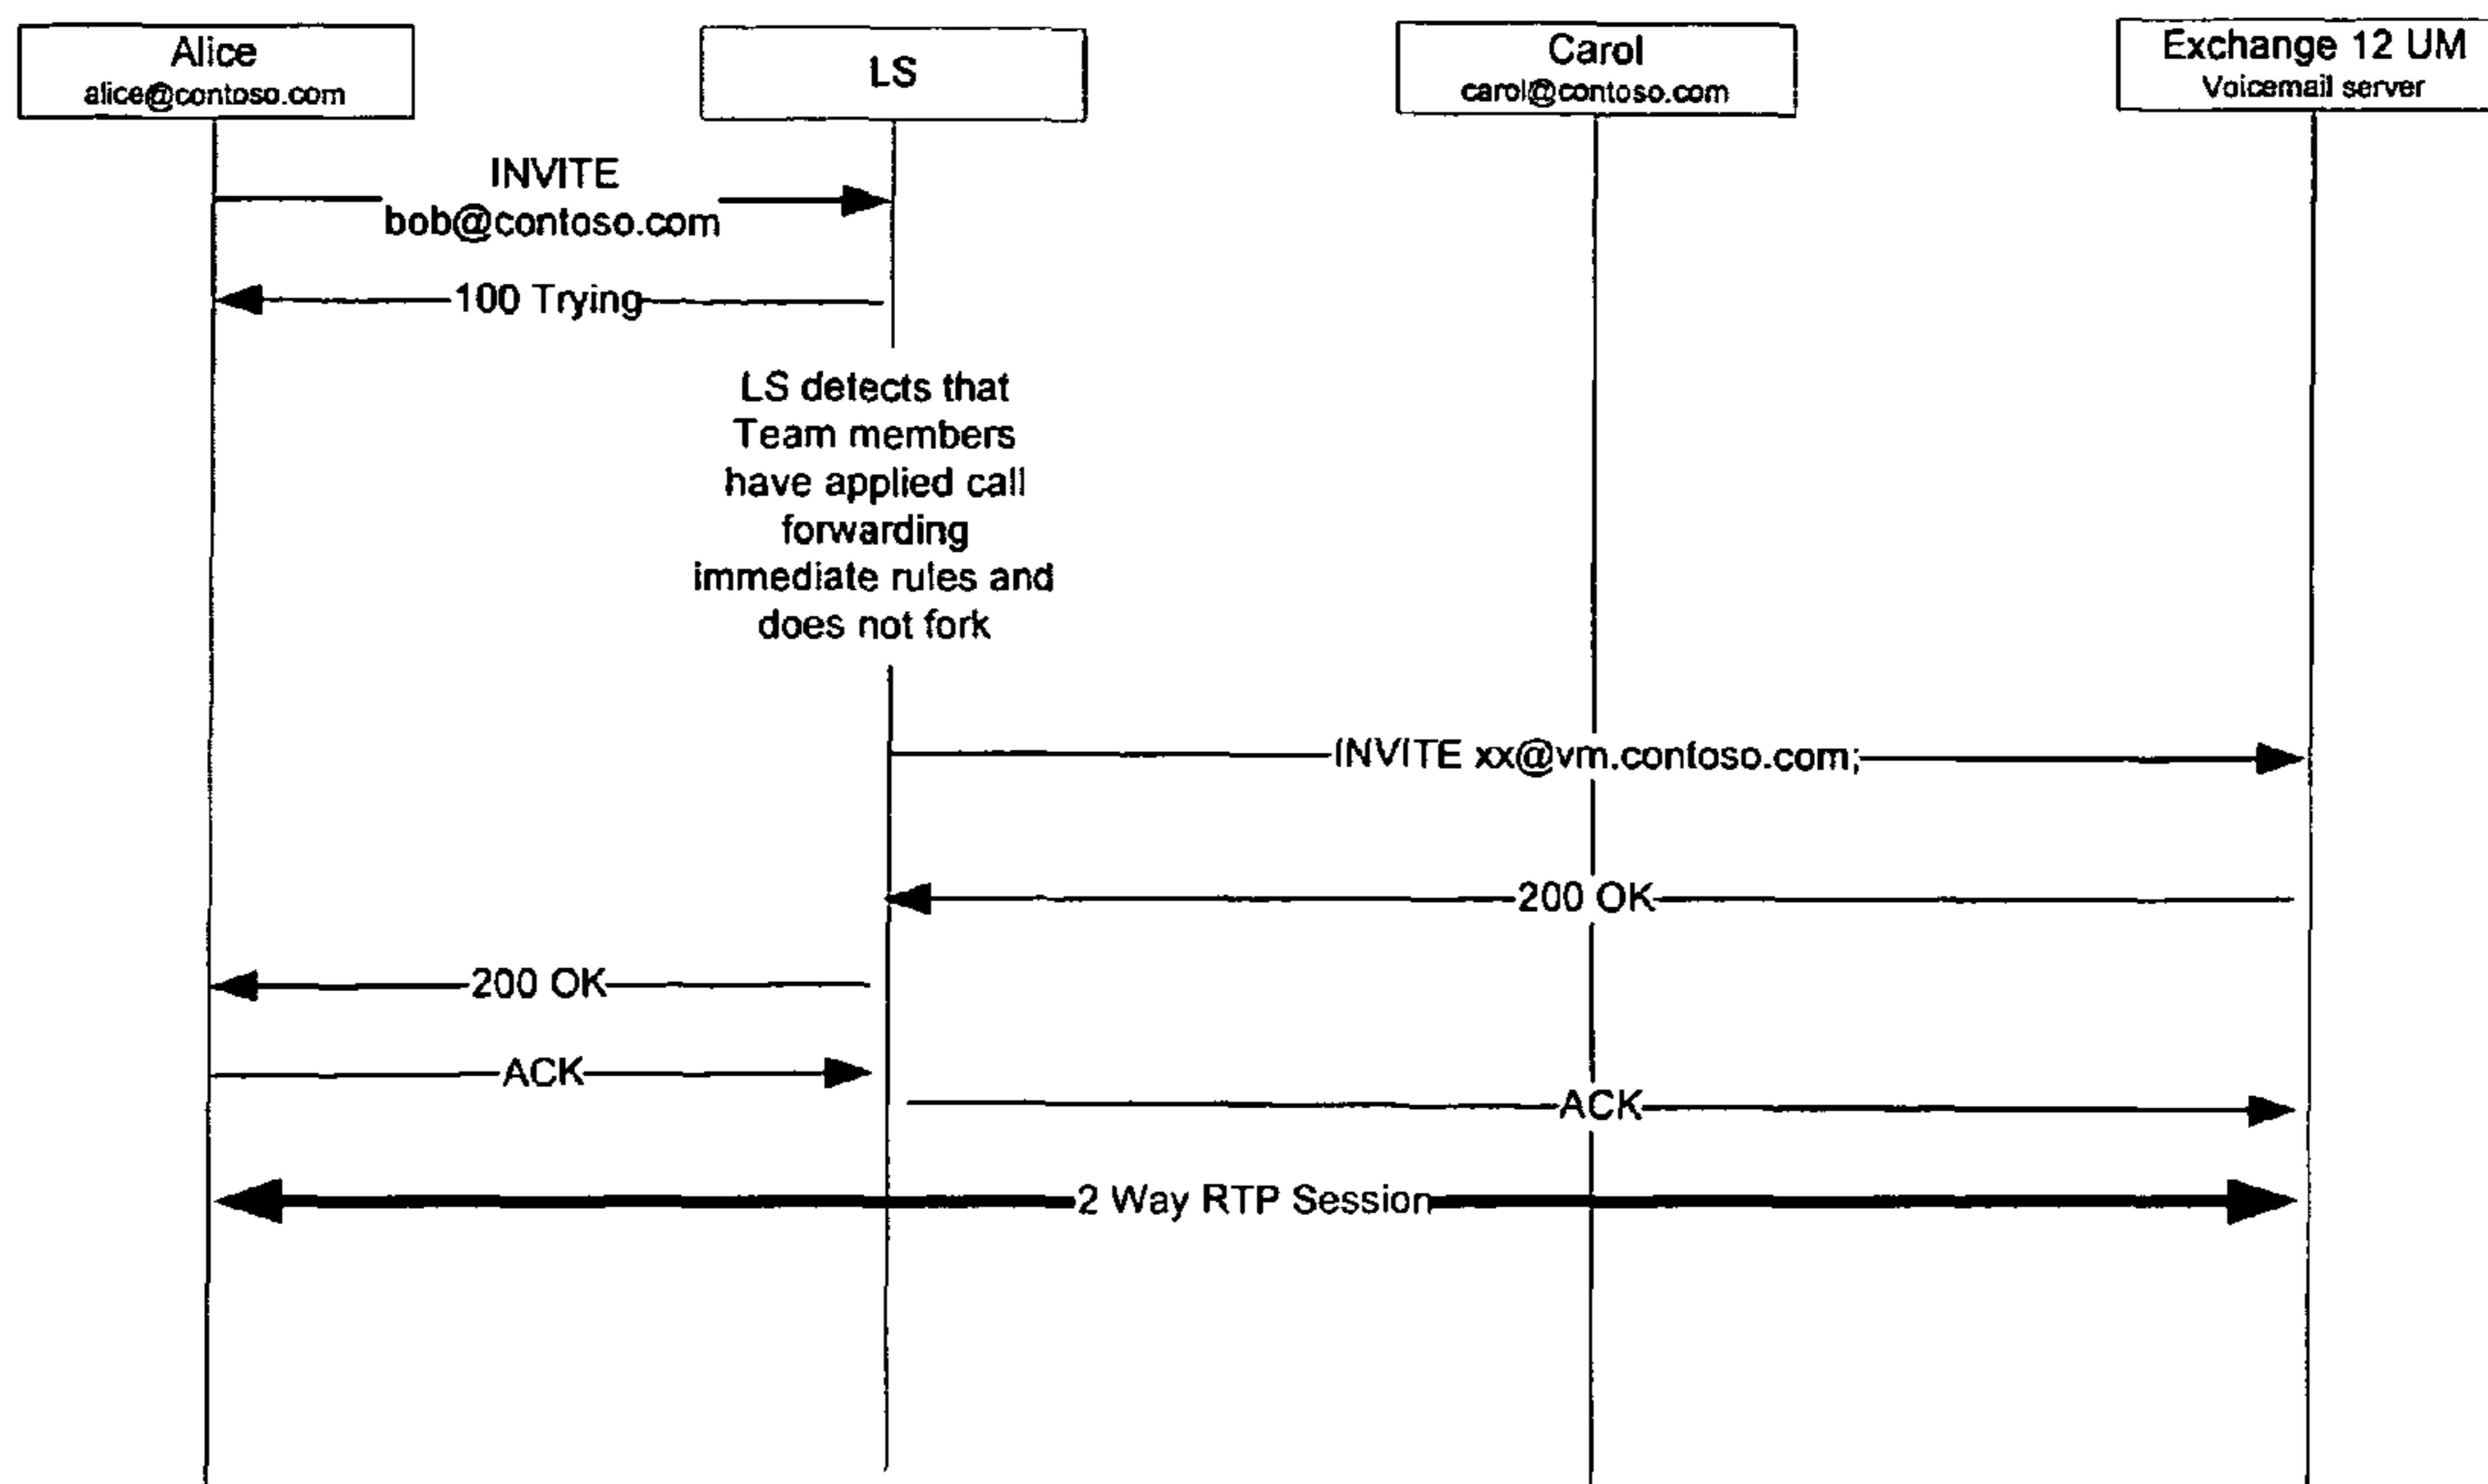 Alice
alice@contoso.com
LS
Carol
carol@contoso.com
Exchange 12 UM
Voicemail server
INVITE
bob@contoso.com
100 Trying
LS detects that
Team members
have applied call
forwarding
immediate rules and
does not fork
INVITE xx@vm.contoso.com;
200 OK
200 OK
ACK
ACK
2 Way RTP Session